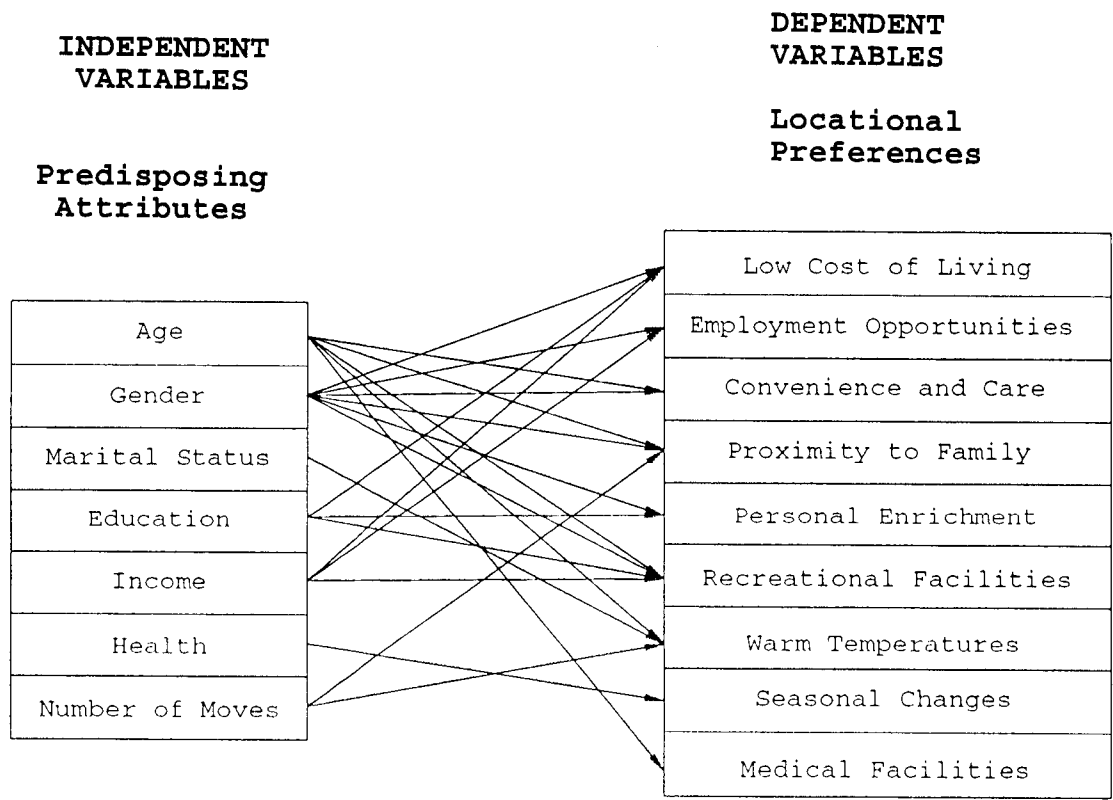 INDEPENDENT
VARIABLES
Predisposing
Attributes
Age
Gender
Marital Status
Education
Income
Health
Number of Moves
DEPENDENT
VARIABLES
Locational
Preferences
Low Cost of Living
Employment Opportunities
Convenience and Care
Proximity to Family
Personal Enrichment
Recreational Facilities
Warm Temperatures
Seasonal Changes
Medical Facilities